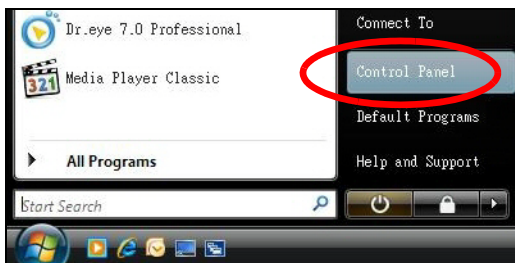 Dr.eye 7.0 Professional
321
Media Player Classic
All Programs
Start Search
Connect To
Control Panel
Default Programs
Help and Support